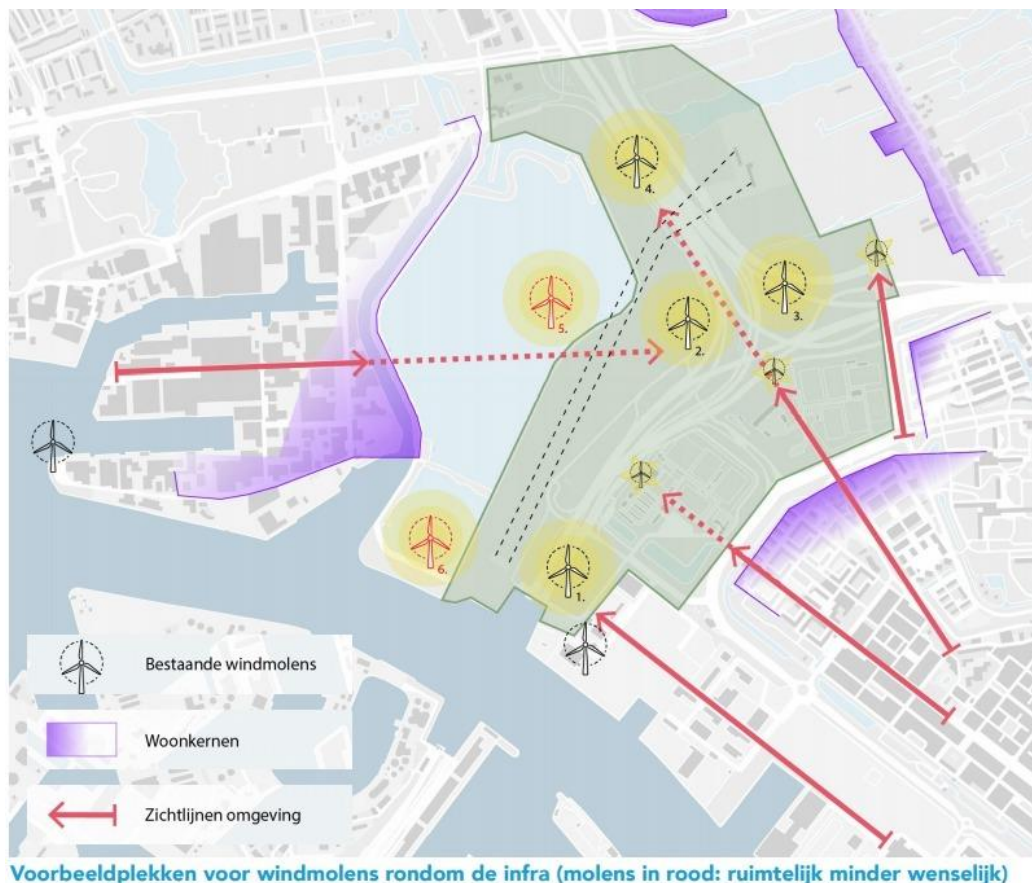 4.
5.
3.
2.
6.
1.
Bestaande windmolens
Woonkernen
Zichtlijnen omgeving
Voorbeeldplekken voor windmolens rondom de infra (molens in rood: ruimtelijk minder wenselijk)